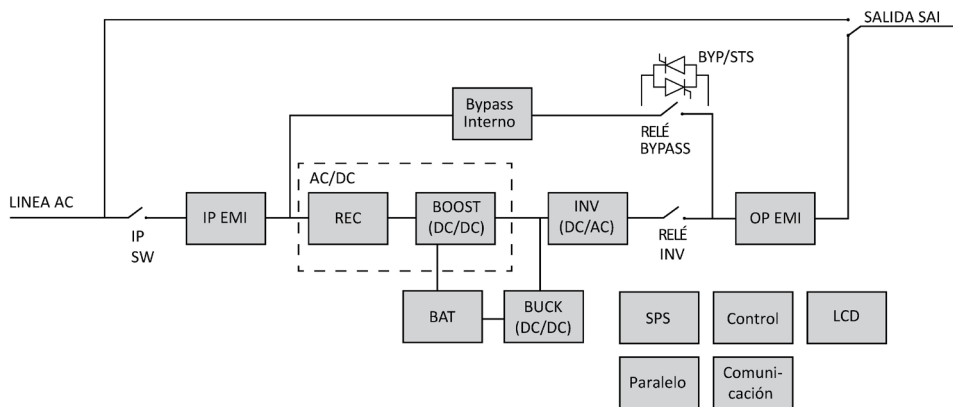 SALIDA SAI
BYP/STS
Bypass
Interno
RELÉ
BYPASS
AC/DC
LINEA AC
IP EMI
REC
BOOST
(DC/DC)
INV
(DC/AC)
OP EMI
IP
SW
RELÉ
INV
BAT
BUCK
(DC/DC)
SPS
Control
LCD
Paralelo
Comuni-
cación